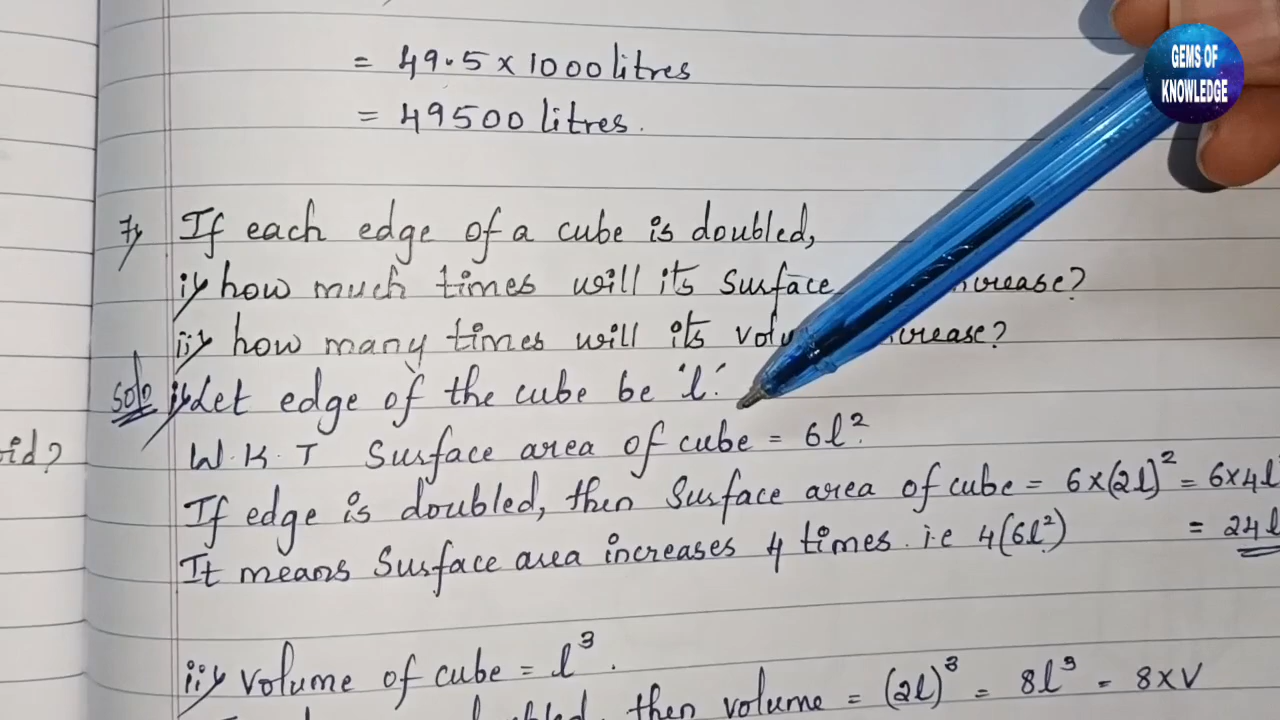 GEMS OF
KNOWLEDGE
= 49.5 x 1000 litres
= 49500 litres.
7) If each edge of a cube is doubled,
i) how much times will its surface
ii) how many times will its
Soln i) Let edge of the cube be 'l'.
W.K.T Surface area of cube = 6l².
If edge is doubled, then Surface area of cube = 6×(2l)² = 6×4l
It means Surface area increases 4 times. i.e 4(6l²) = 24l
ii) volume of cube = l³.
then volume = (2l)³ = 8l³ = 8×V